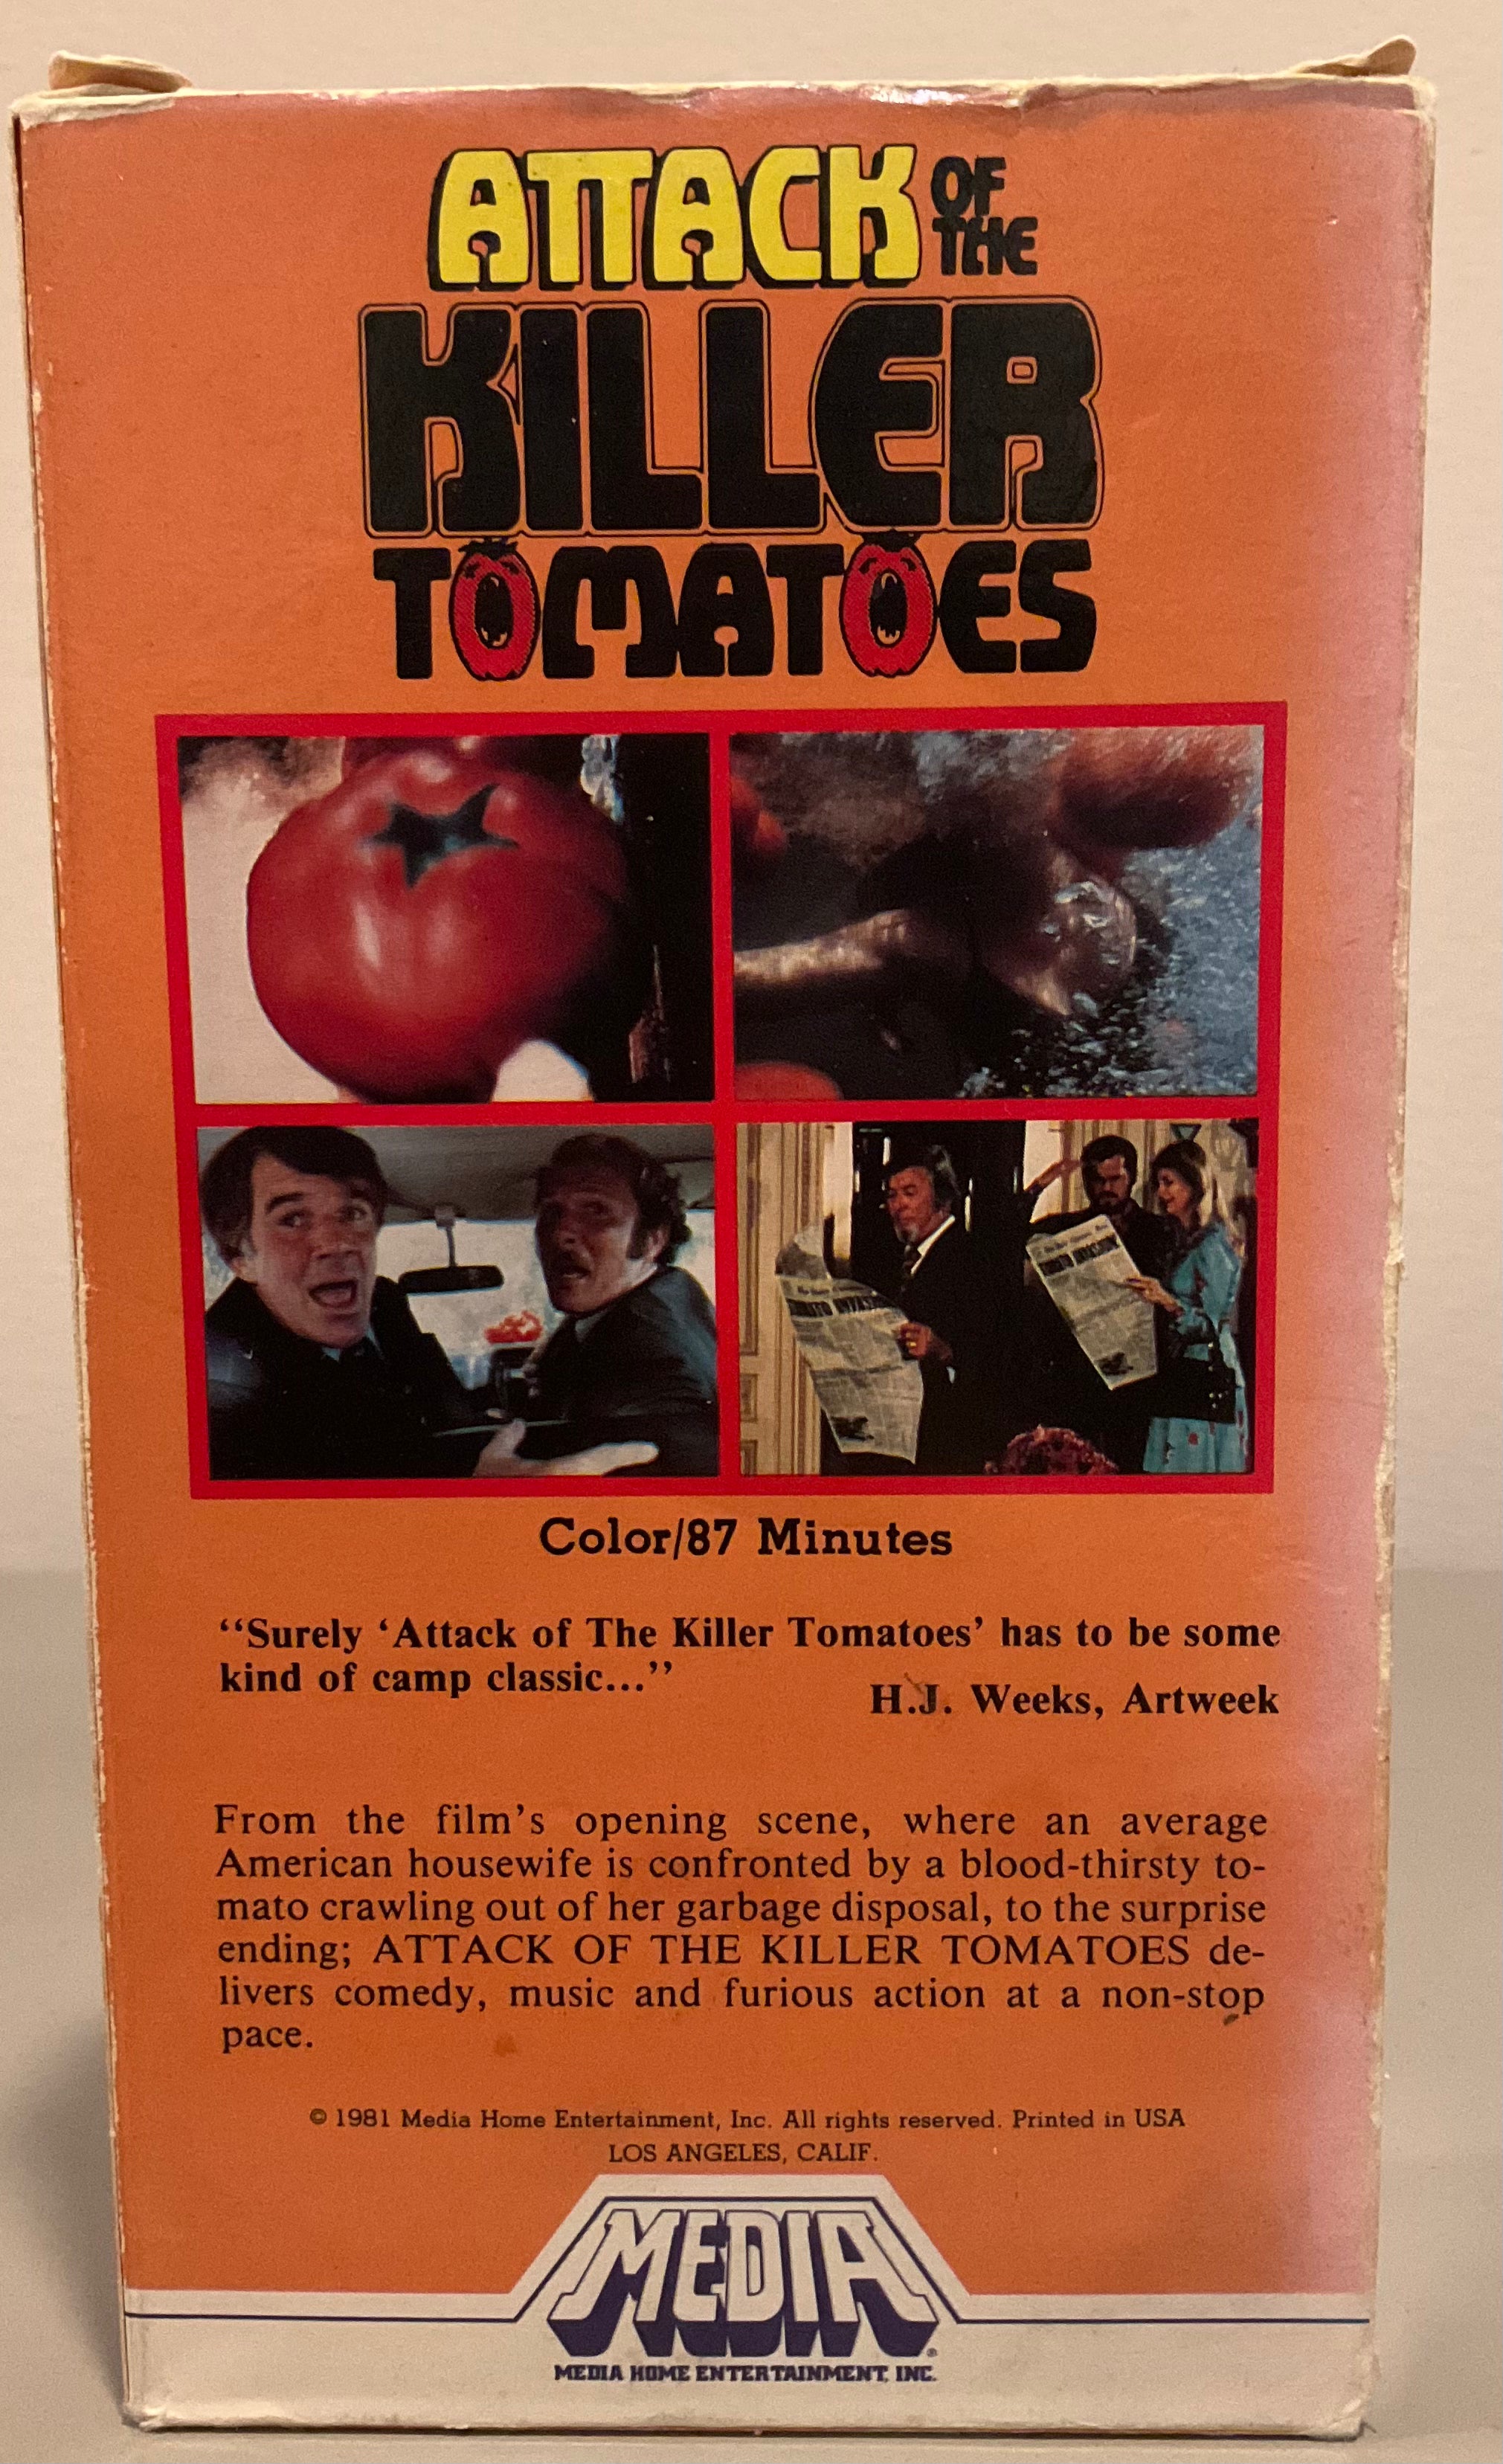 ATTACK OF THE
KILLER
TOMATOES
TOMATO INVASION
Color/87 Minutes
“Surely ‘Attack of The Killer Tomatoes’ has to be some
kind of camp classic...”
H.J. Weeks, Artweek
From the film’s opening scene, where an average
American housewife is confronted by a blood-thirsty to-
mato crawling out of her garbage disposal, to the surprise
ending; ATTACK OF THE KILLER TOMATOES de-
livers comedy, music and furious action at a non-stop
pace.
© 1981 Media Home Entertainment, Inc. All rights reserved. Printed in USA
LOS ANGELES, CALIF.
MEDIA®
MEDIA HOME ENTERTAINMENT, INC.